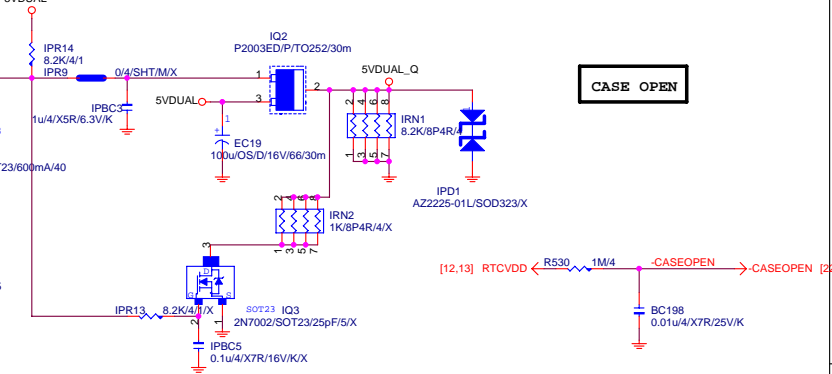 IPR14
8.2K/4/1
IPR9
0/4/SHT/M/X
IPBC3
1u/4/X5R/6.3V/K
IQ2
P2003ED/P/TO252/30m
1
3
2
5VDUAL
1
+
EC19
100u/OS/D/16V/66/30m
5VDUAL_Q
2
4
6
8
IRN1
8.2K/8P4R/4
1
3
5
7
IPD1
AZ2225-01L/SOD323/X
CASE OPEN
T23/600mA/40
2
8
IRN2
1K/8P4R/4/X
1
3
5
7
3
D
G
S
SOT23
IQ3
2N7002/SOT23/25pF/5/X
IPR13
8.2K/4/1/X
2
1
IPBC5
0.1u/4/X7R/16V/K/X
[12,13] RTCVDD
R530
1M/4
-CASEOPEN
-CASEOPEN
BC198
0.01u/4/X7R/25V/K